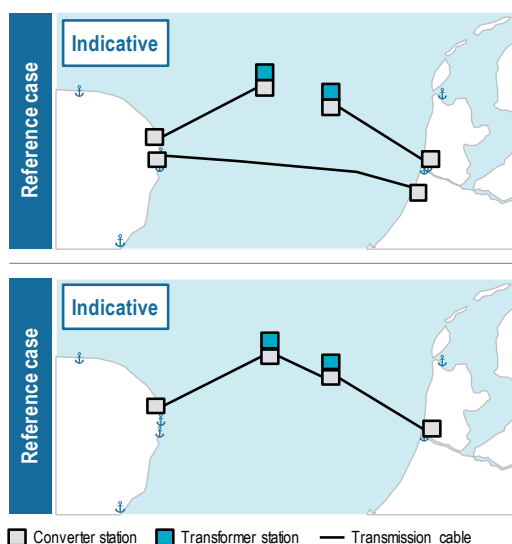 Reference case
Indicative
Reference case
Indicative
Converter station
Transformer station
Transmission cable